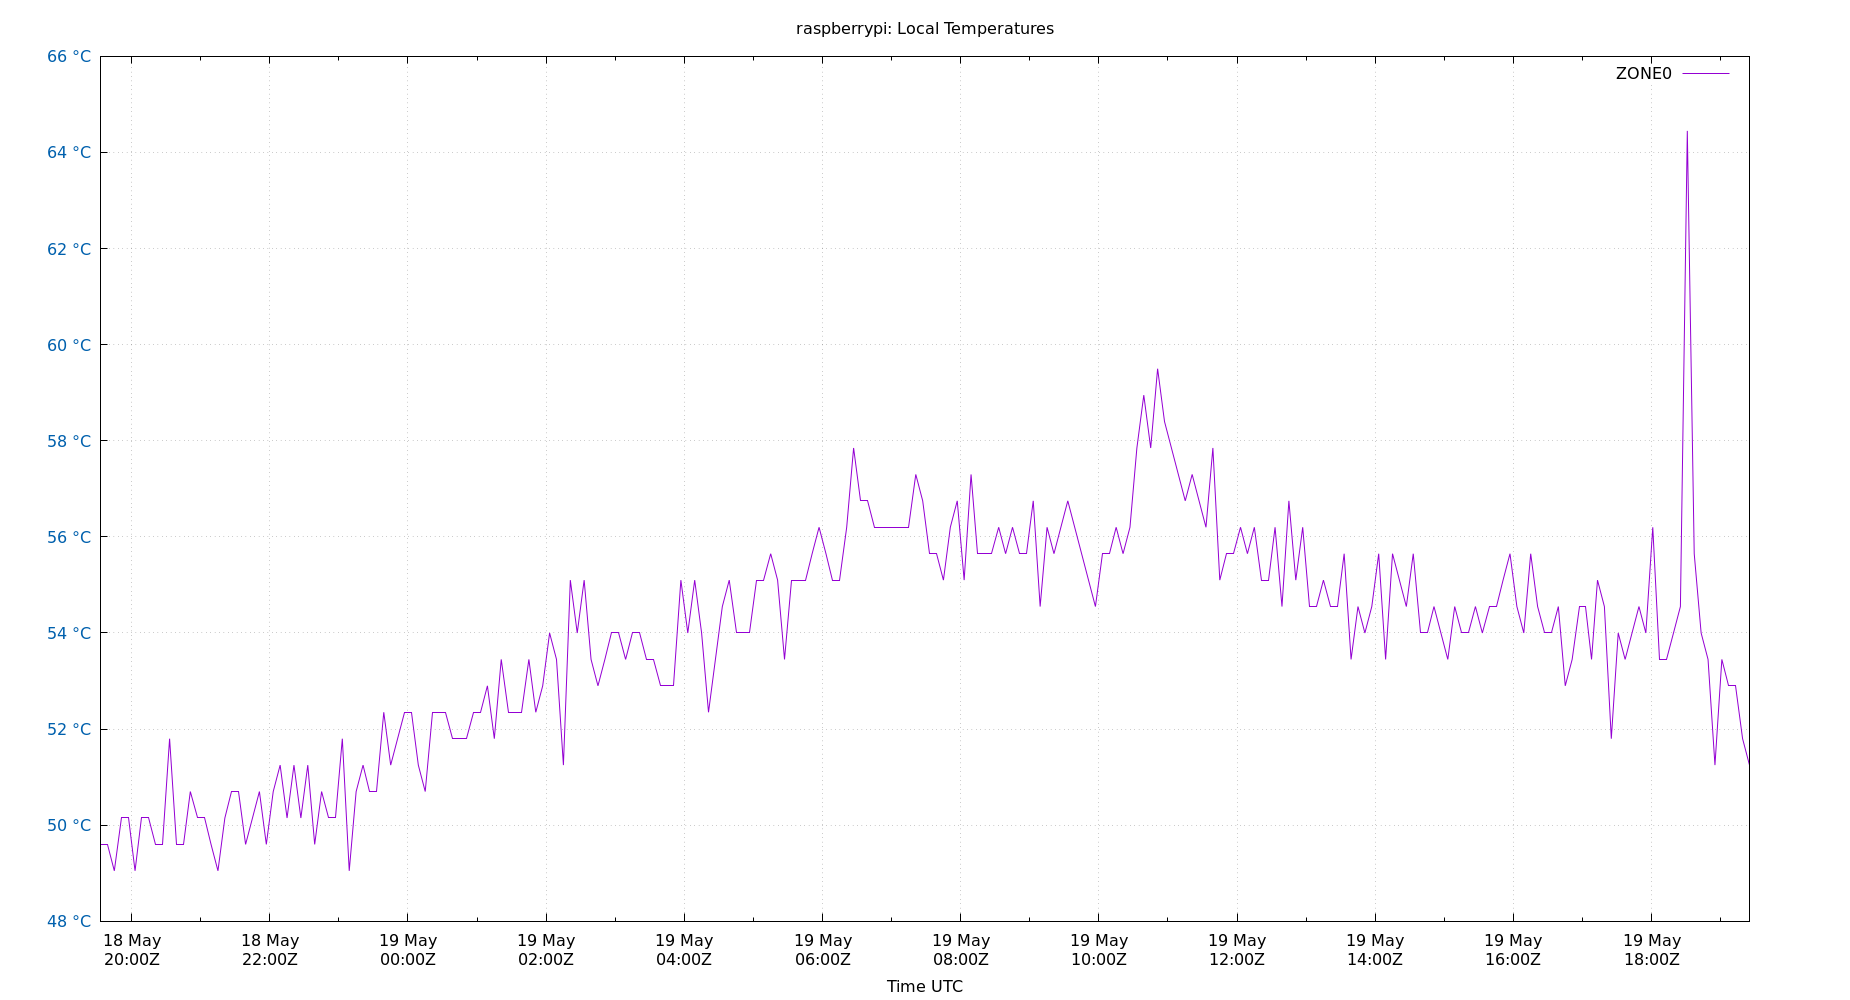 raspberrypi: Local Temperatures
66 °C
ZONE0
64 °C
62 °C
60 °C
58 °C
56 °C
54 °C
52 °C
50 °C
48 °C
18 May
20:00Z
18 May
22:00Z
19 May
00:00Z
19 May
02:00Z
19 May
04:00Z
19 May
06:00Z
19 May
08:00Z
19 May
10:00Z
19 May
12:00Z
19 May
14:00Z
19 May
16:00Z
19 May
18:00Z
Time UTC